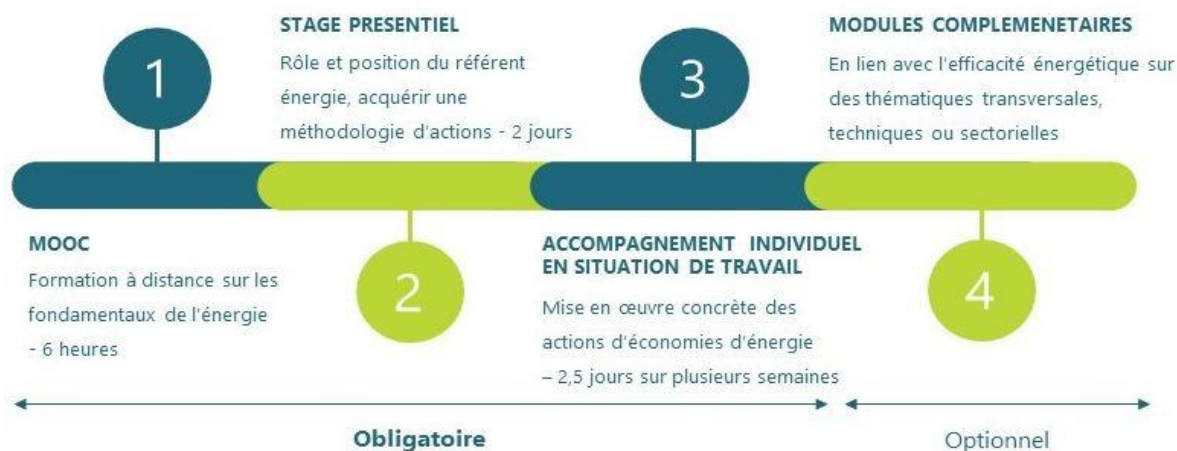 1
MOOC
Formation à distance sur les
fondamentaux de l'énergie
- 6 heures
STAGE PRESENTIEL
Rôle et position du référent
énergie, acquérir une
méthodologie d'actions - 2 jours
2
3
ACCOMPAGNEMENT INDIVIDUEL
EN SITUATION DE TRAVAIL
Mise en œuvre concrète des
actions d'économies d'énergie
– 2,5 jours sur plusieurs semaines
MODULES COMPLEMENETAIRES
En lien avec l'efficacité énergétique sur
des thématiques transversales,
techniques ou sectorielles
4
Obligatoire
Optionnel